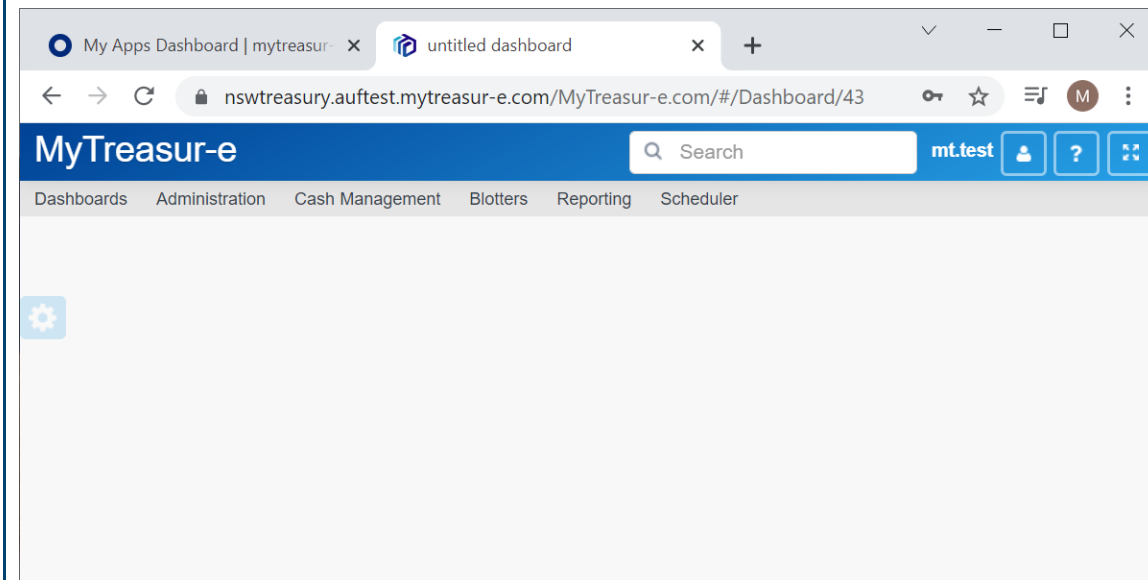 My Apps Dashboard | mytreasur-
untitled dashboard
nswtreasury.auftest.mytreasur-e.com/MyTreasur-e.com/#/Dashboard/43
M
MyTreasur-e
Search
mt.test
?
Dashboards Administration Cash Management Blotters Reporting Scheduler